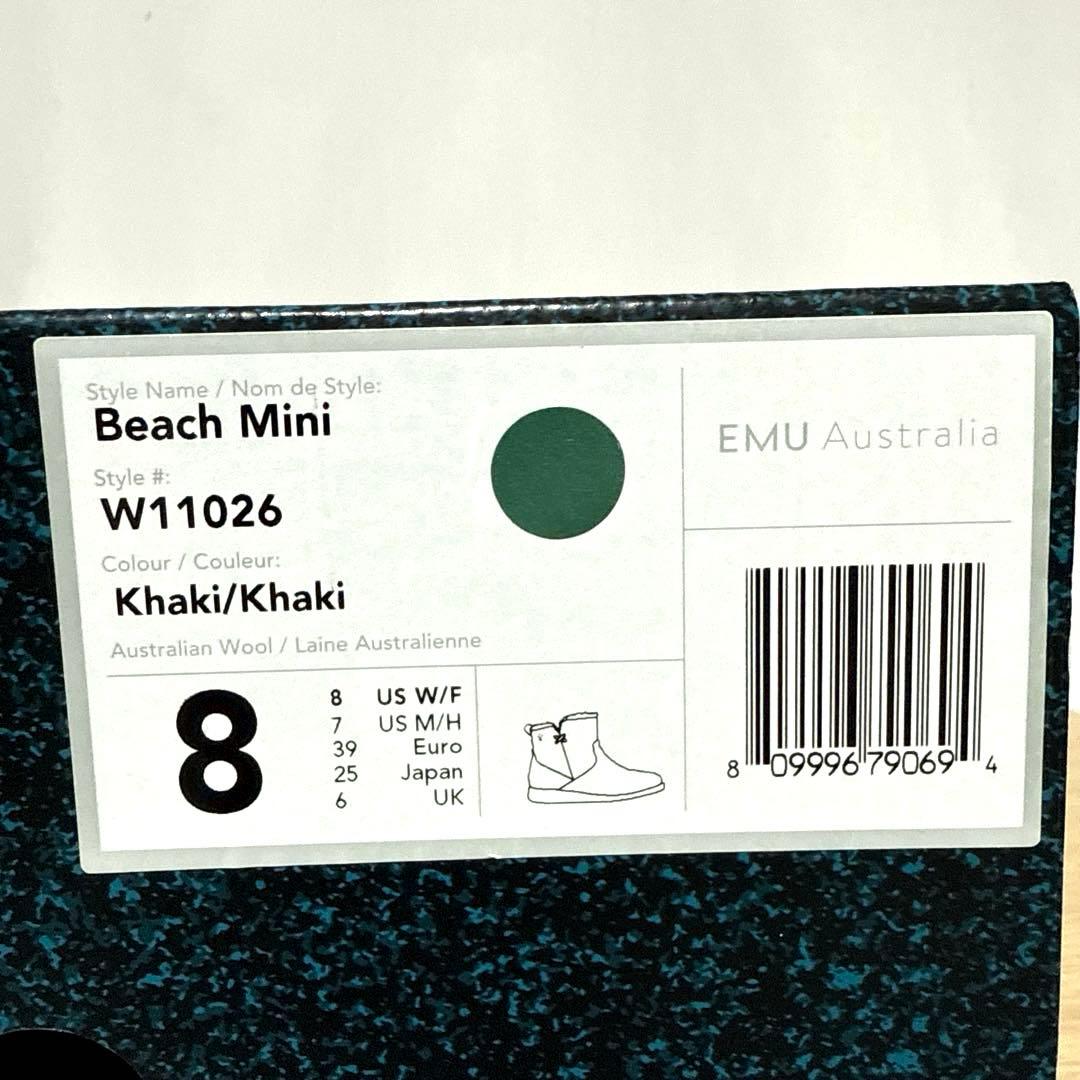 Style Name / Nom de Style:
Beach Mini
Style #:
W11026
Colour / Couleur:
Khaki/Khaki
Australian Wool / Laine Australienne
8
8 US W/F
7 US M/H
39 Euro
25 Japan
6 UK
EMU Australia
8 09996 79069 4